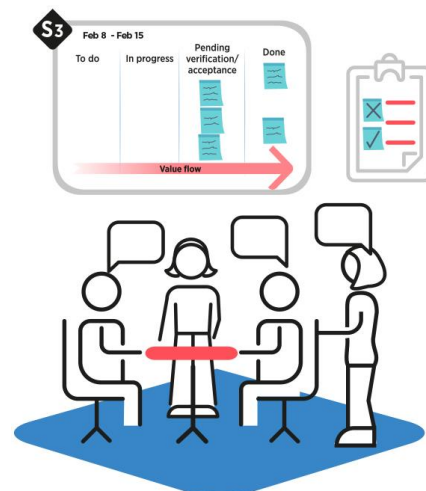 S3
Feb 8 - Feb 15
To do
In progress
Pending
verification/
acceptance
Done
Value flow